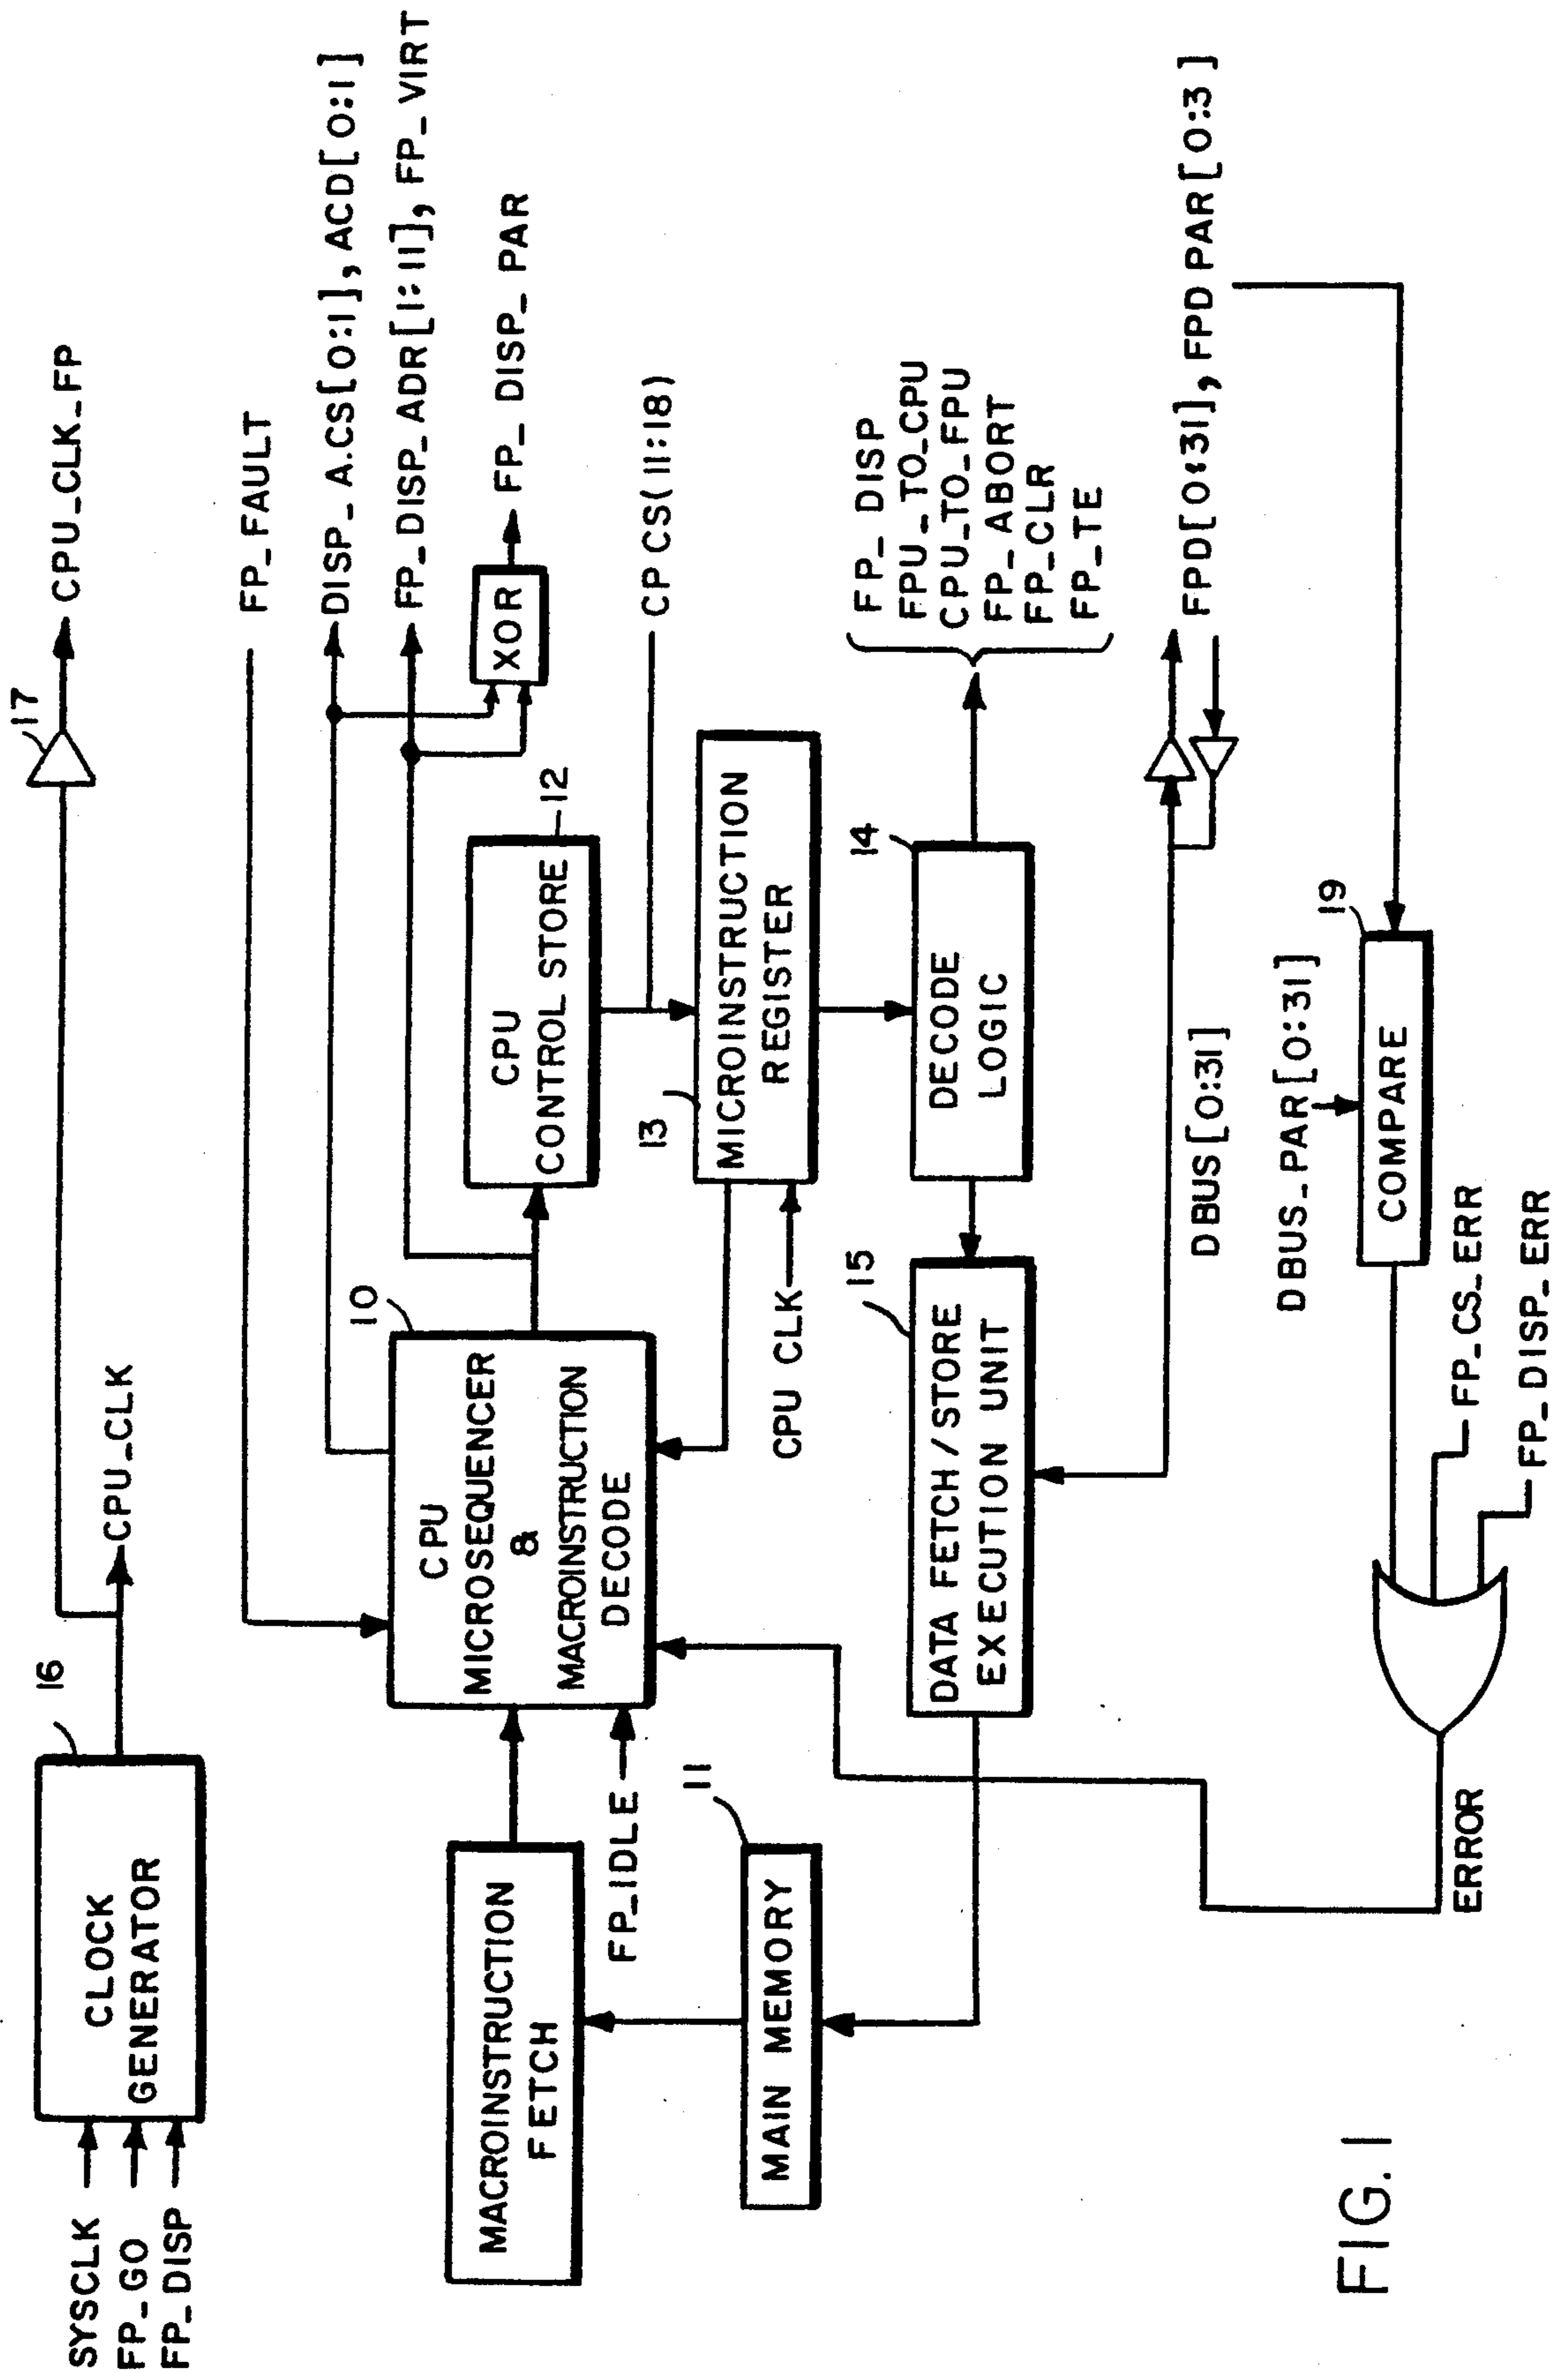 17
CPU_CLK_FP
16
CPU_CLK
CLOCK
GENERATOR
SYSCLK
FP_GO
FP_DISP
FP_FAULT
DISP_A.CS[0:1], ACD[0:1]
FP_DISP_ADR[1:11], FP_VIRT
XOR
FP_DISP_PAR
10
CPU
MICROSEQUENCER
&
MACROINSTRUCTION
DECODE
12
CPU
CONTROL STORE
CP CS(11:18)
MACROINSTRUCTION
FETCH
FP_IDLE
13
MICROINSTRUCTION
REGISTER
CPU CLK
11
MAIN MEMORY
14
DECODE
LOGIC
FP_DISP
FPU_TO_CPU
CPU_TO_FPU
FP_ABORT
FP_CLR
FP_TE
15
DATA FETCH/STORE
EXECUTION UNIT
DBUS[0:31]
FPD[0:31], FPD PAR[0:3]
DBUS_PAR[0:31]
19
COMPARE
FP_CS_ERR
FP_DISP_ERR
ERROR
FIG. 1